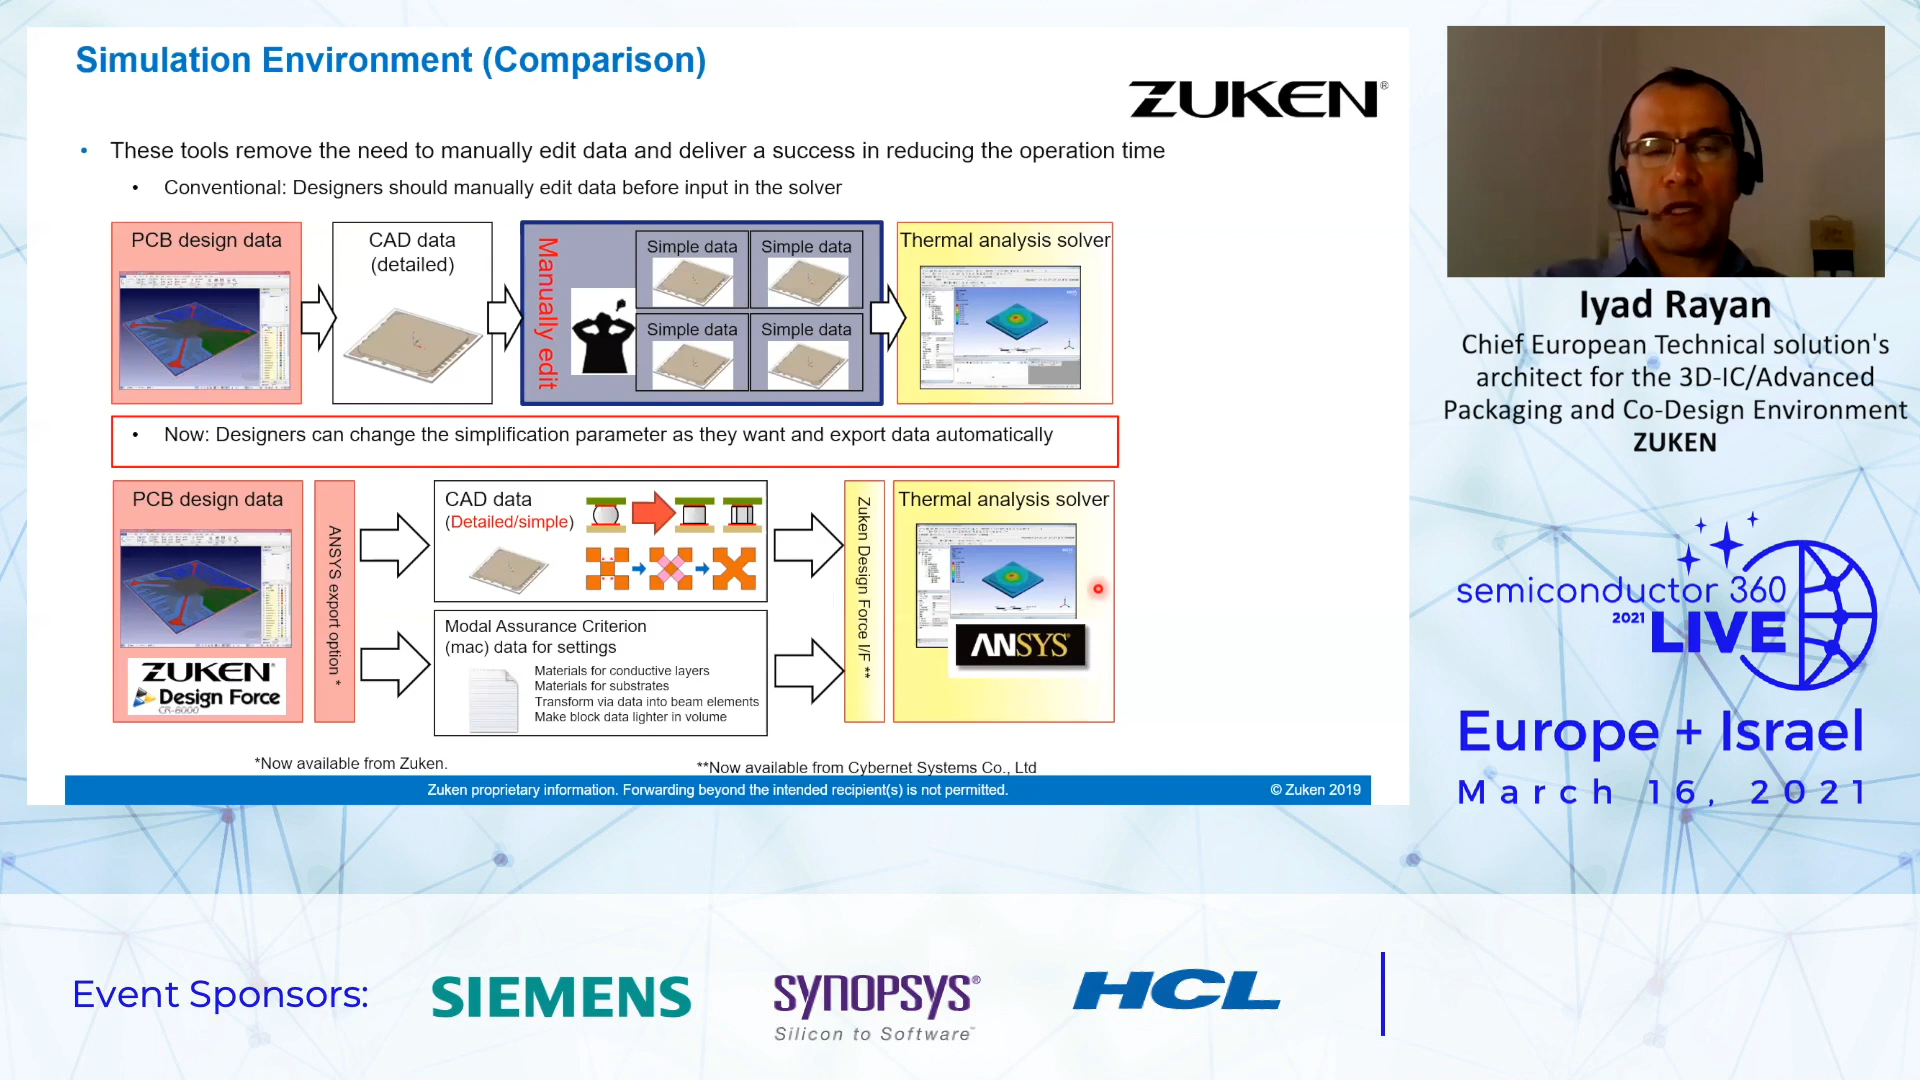 Simulation Environment (Comparison)
ZUKEN®
• These tools remove the need to manually edit data and deliver a success in reducing the operation time
• Conventional: Designers should manually edit data before input in the solver
PCB design data
CAD data
(detailed)
Manually edit
Simple data
Simple data
Simple data
Simple data
Thermal analysis solver
• Now: Designers can change the simplification parameter as they want and export data automatically
PCB design data
ZUKEN®
Design Force
CR-8000
ANSYS export option *
CAD data
(Detailed/simple)
Modal Assurance Criterion
(mac) data for settings
Materials for conductive layers
Materials for substrates
Transform via data into beam elements
Make block data lighter in volume
Zuken Design Force I/F **
Thermal analysis solver
ANSYS®
*Now available from Zuken.
**Now available from Cybernet Systems Co., Ltd
Zuken proprietary information. Forwarding beyond the intended recipient(s) is not permitted.
© Zuken 2019
Iyad Rayan
Chief European Technical solution's
architect for the 3D-IC/Advanced
Packaging and Co-Design Environment
ZUKEN
semiconductor 360
2021 LIVE
Europe + Israel
March 16, 2021
Event Sponsors:
SIEMENS
SYNOPSYS®
Silicon to Software™
HCL